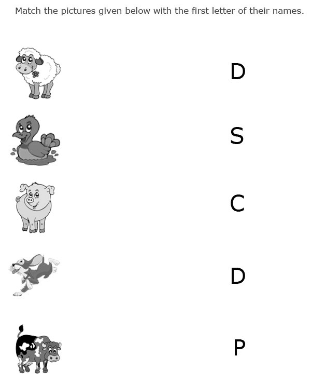 Match the pictures given below with the first letter of their names.
D
S
C
D
P